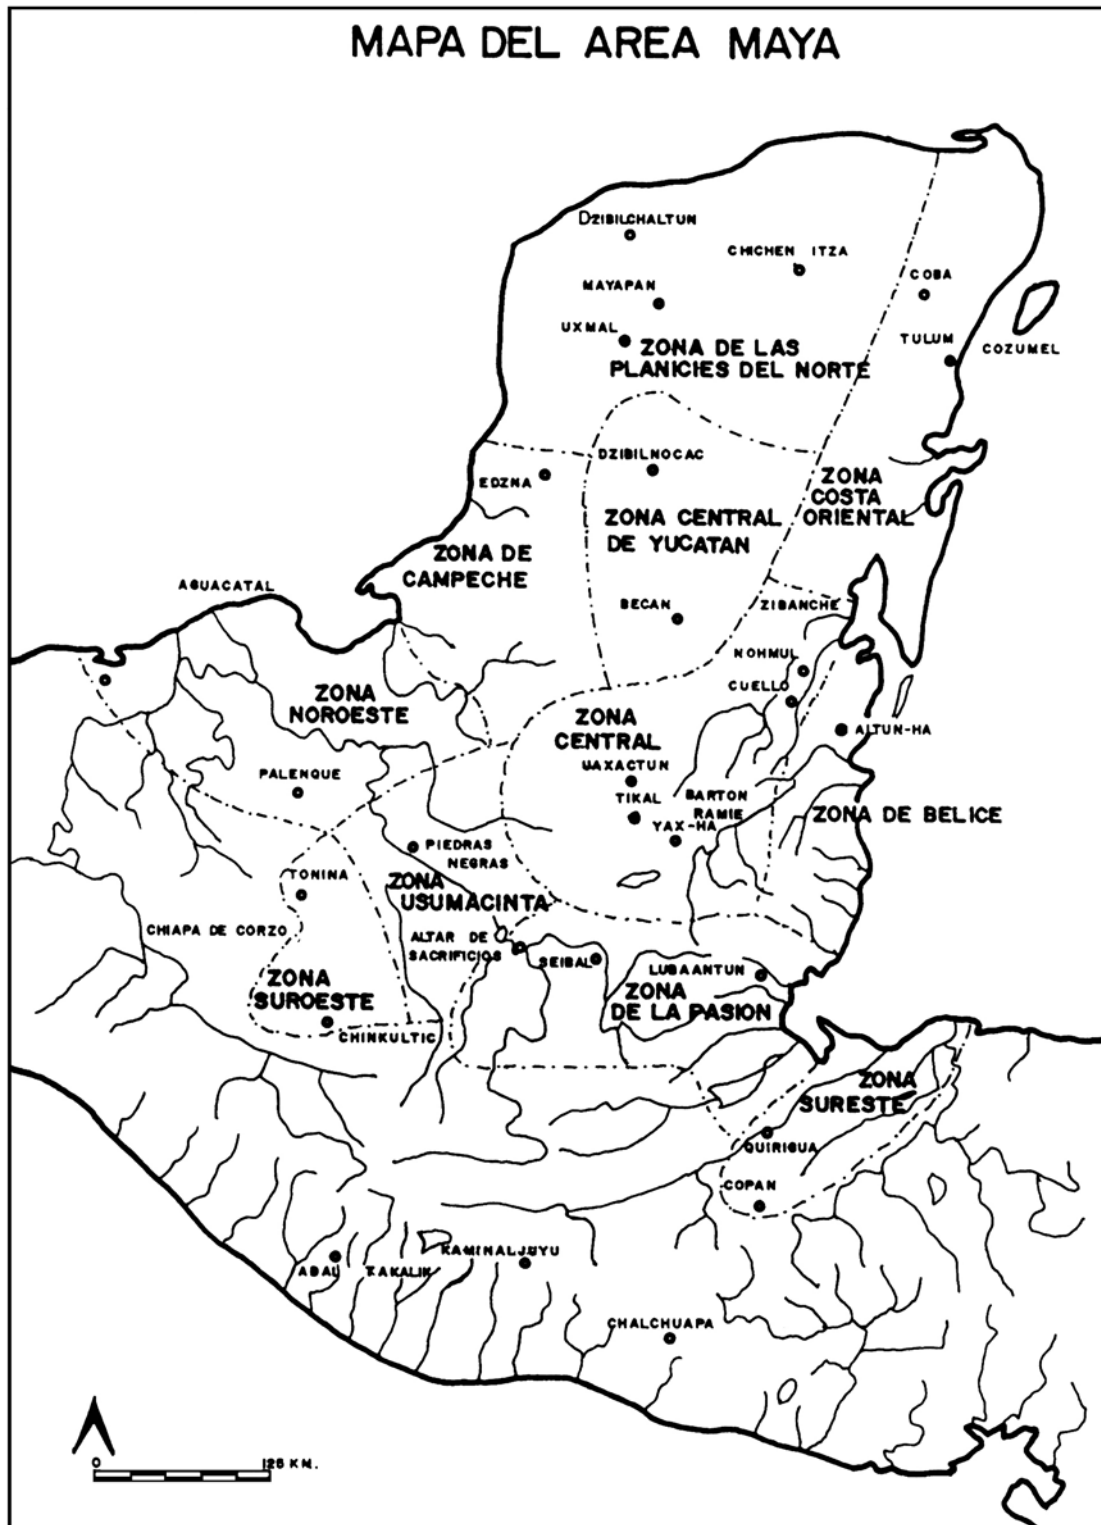 MAPA DEL AREA MAYA
DZIBILCHALTUN
CHICHEN ITZA
COBA
MAYAPAN
UXMAL
TULUM
COZUMEL
ZONA DE LAS
PLANICIES DEL NORTE
DZIBILNOCAC
EDZNA
ZONA
COSTA
ORIENTAL
ZONA CENTRAL
DE YUCATAN
ZONA DE
CAMPECHE
AGUACATAL
BECAN
ZIBANCHE
NOHMUL
CUELLO
ZONA
NOROESTE
ZONA
CENTRAL
ALTUN-HA
PALENQUE
UAXACTUN
TIKAL
BARTON
RAMIE
YAX-HA
ZONA DE BELICE
PIEDRAS
NEGRAS
TONINA
ZONA
USUMACINTA
CHIAPA DE CORZO
ALTAR DE
SACRIFICIOS
SEIBAL
LUBAANTUN
ZONA
SUROESTE
ZONA
DE LA PASION
CHINKULTIC
ZONA
SURESTE
QUIRIGUA
COPAN
KAMINALJUYU
ABAJ
TAKALIK
CHALCHUAPA
0
125 KM.